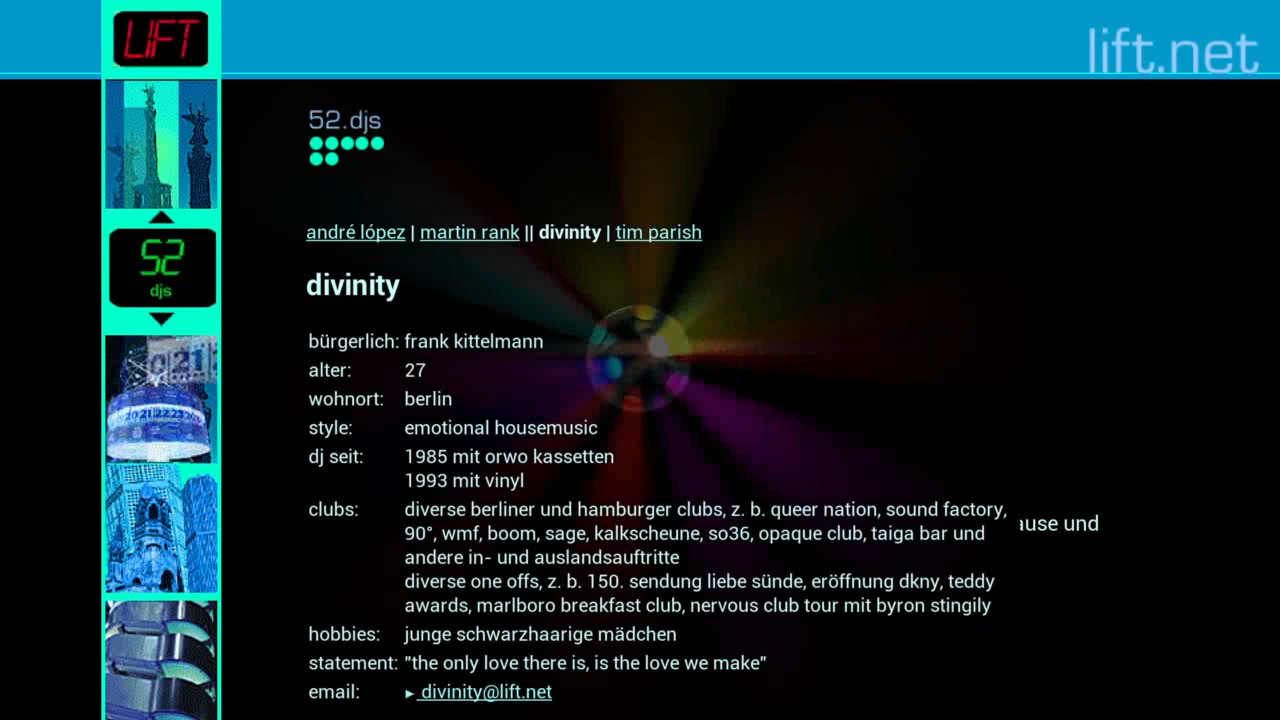 LIFT
lift.net
52.djs
andré lópez | martin rank || divinity | tim parish
52
djs
divinity
bürgerlich: frank kittelmann
alter: 27
wohnort: berlin
style: emotional housemusic
dj seit: 1985 mit orwo kassetten
1993 mit vinyl
clubs: diverse berliner und hamburger clubs, z. b. queer nation, sound factory,
90°, wmf, boom, sage, kalkscheune, so36, opaque club, taiga bar und
andere in- und auslandsauftritte
diverse one offs, z. b. 150. sendung liebe sünde, eröffnung dkny, teddy
awards, marlboro breakfast club, nervous club tour mit byron stingily
und
hobbies: junge schwarzhaarige mädchen
statement: "the only love there is, is the love we make"
email: ► divinity@lift.net